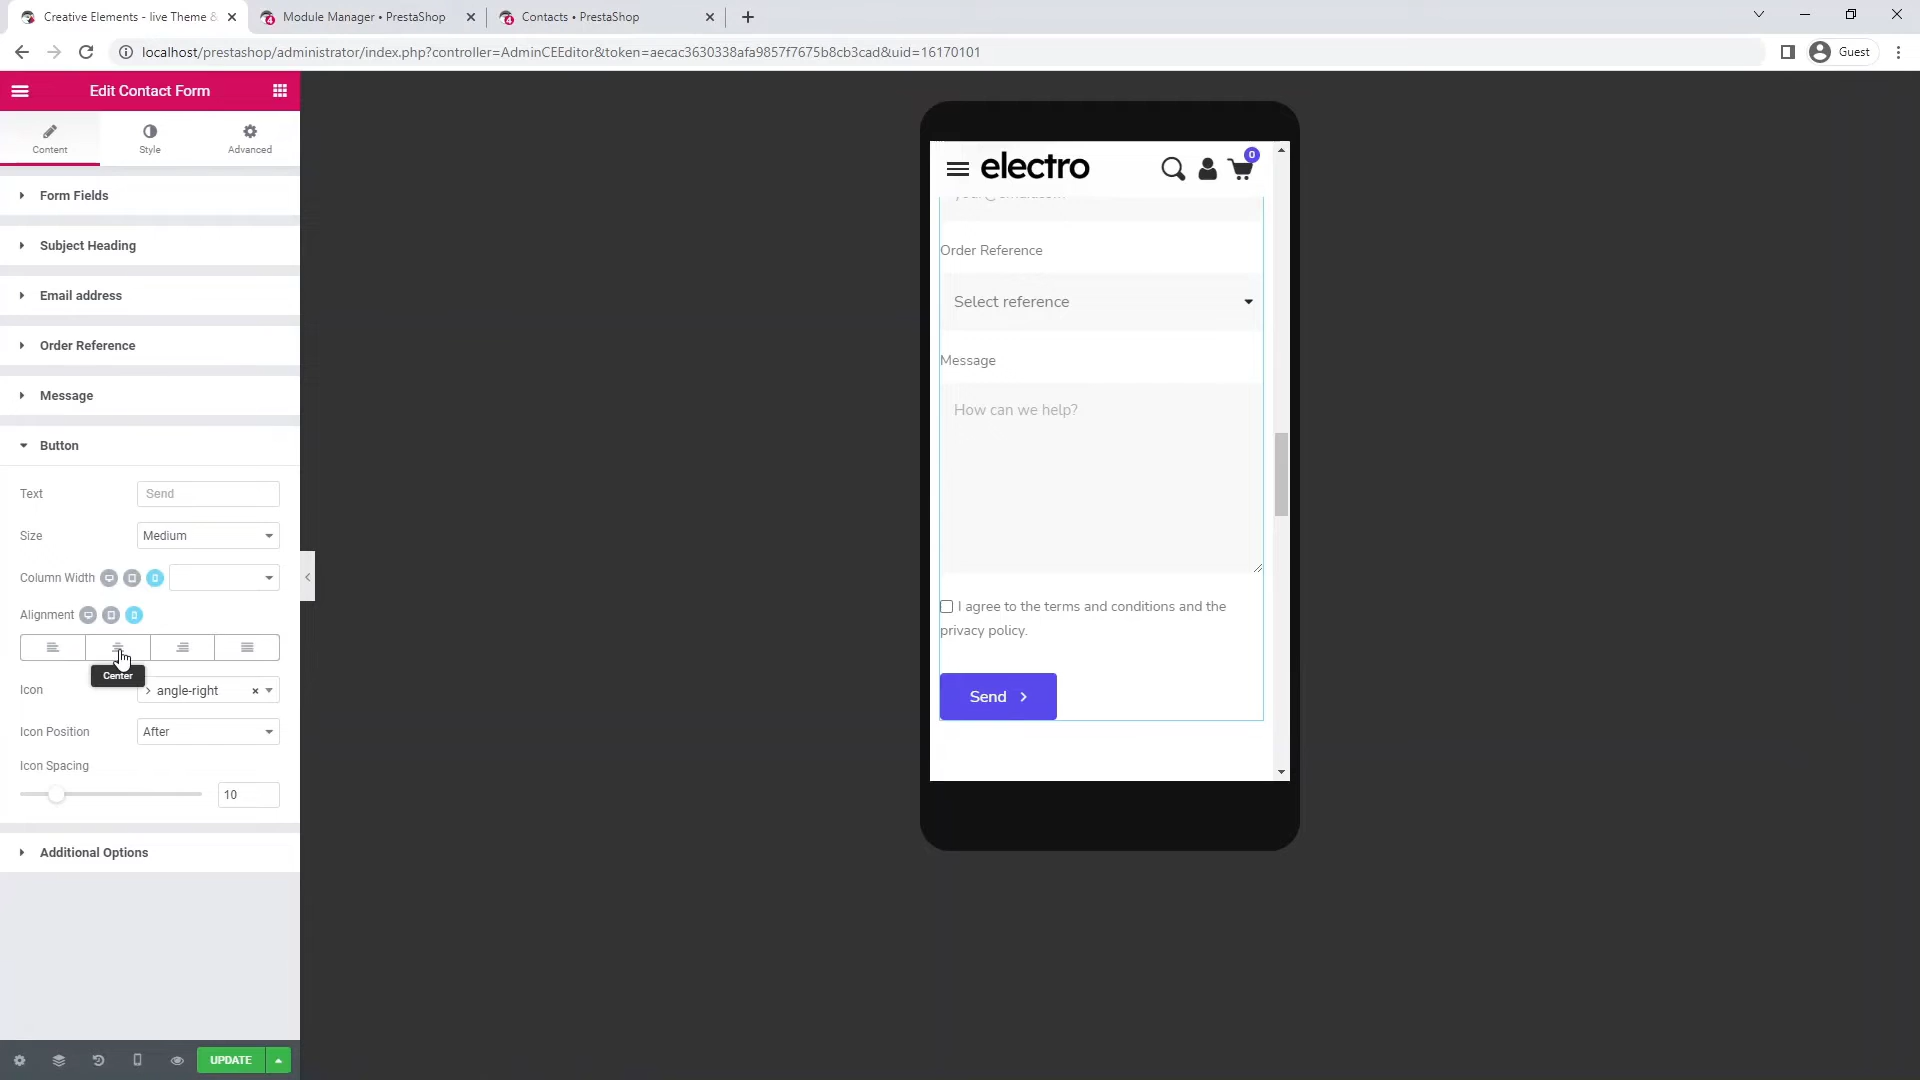 Creative Elements - live Theme &
Module Manager • PrestaShop
Contacts • PrestaShop
localhost/prestashop/administrator/index.php?controller=AdminCEEditor&token=aecac3630338afa9857f7675b8cb3cad&uid=16170101
Guest
Edit Contact Form
Content
Style
Advanced
Form Fields
Subject Heading
Email address
Order Reference
Message
Button
Text
Send
Size
Medium
Column Width
Alignment
Center
Icon
angle-right
Icon Position
After
Icon Spacing
10
Additional Options
UPDATE
electro
0
Order Reference
Select reference
Message
How can we help?
I agree to the terms and conditions and the
privacy policy.
Send